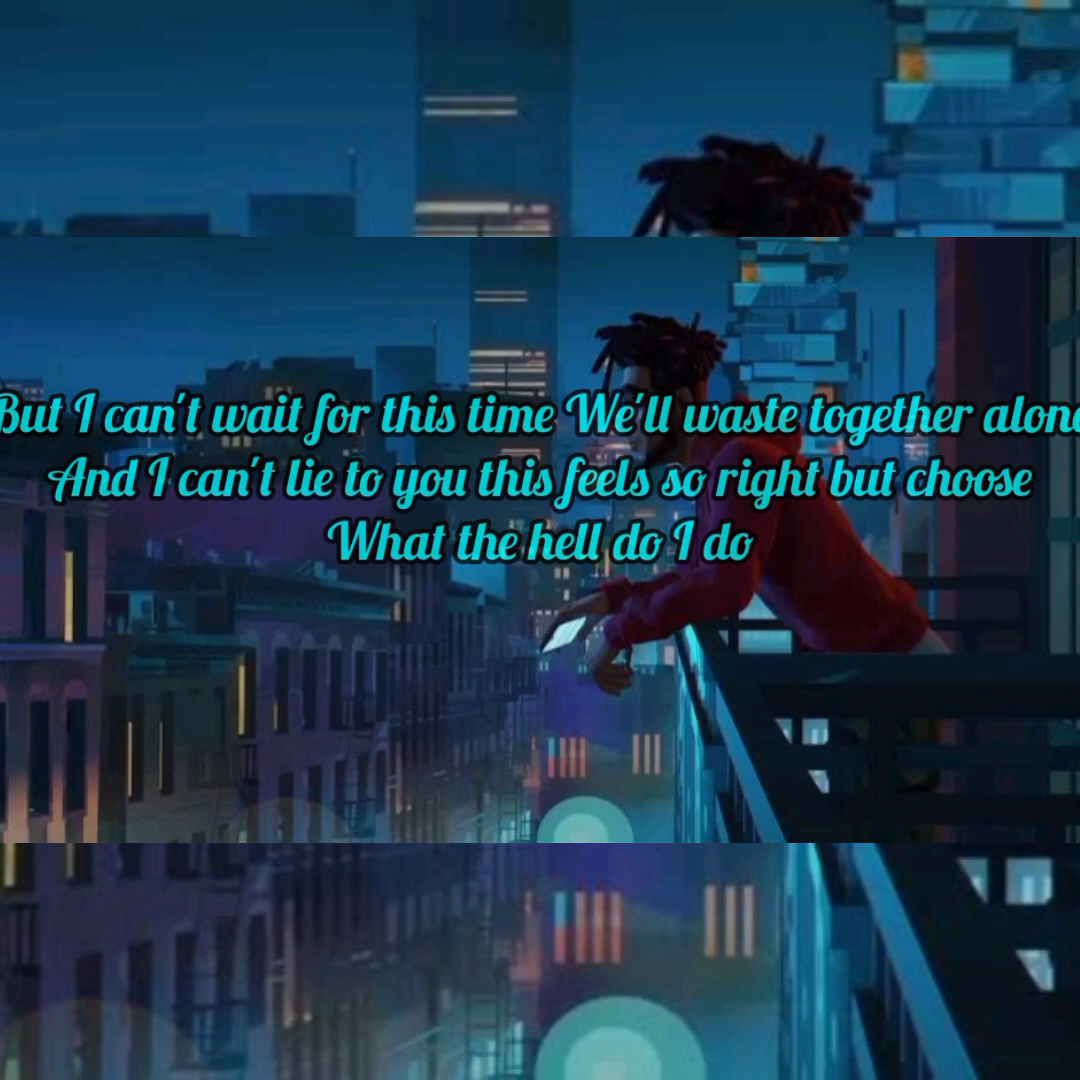 But I can't wait for this time We'll waste together alone
And I can't lie to you this feels so right but choose
What the hell do I do